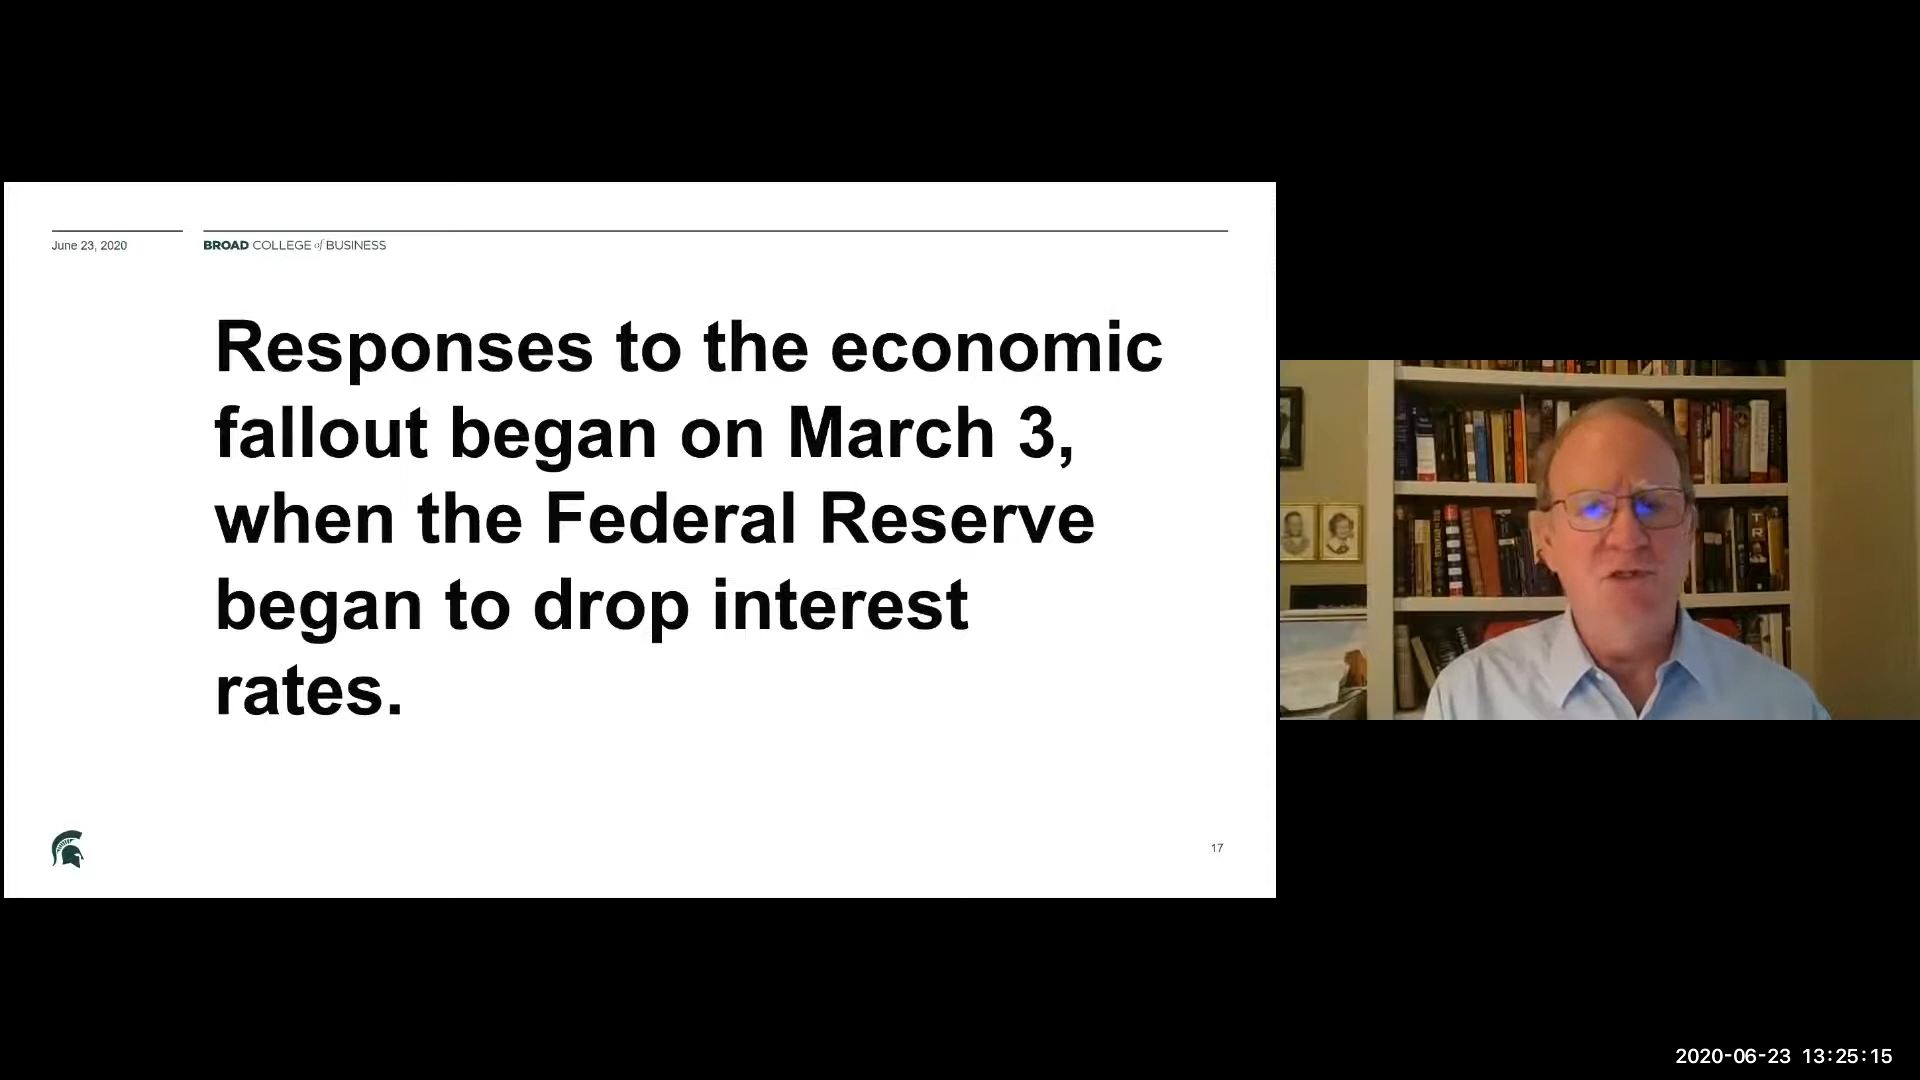 June 23, 2020
BROAD COLLEGE of BUSINESS
Responses to the economic
fallout began on March 3,
when the Federal Reserve
began to drop interest
rates.
17
2020-06-23 13:25:15